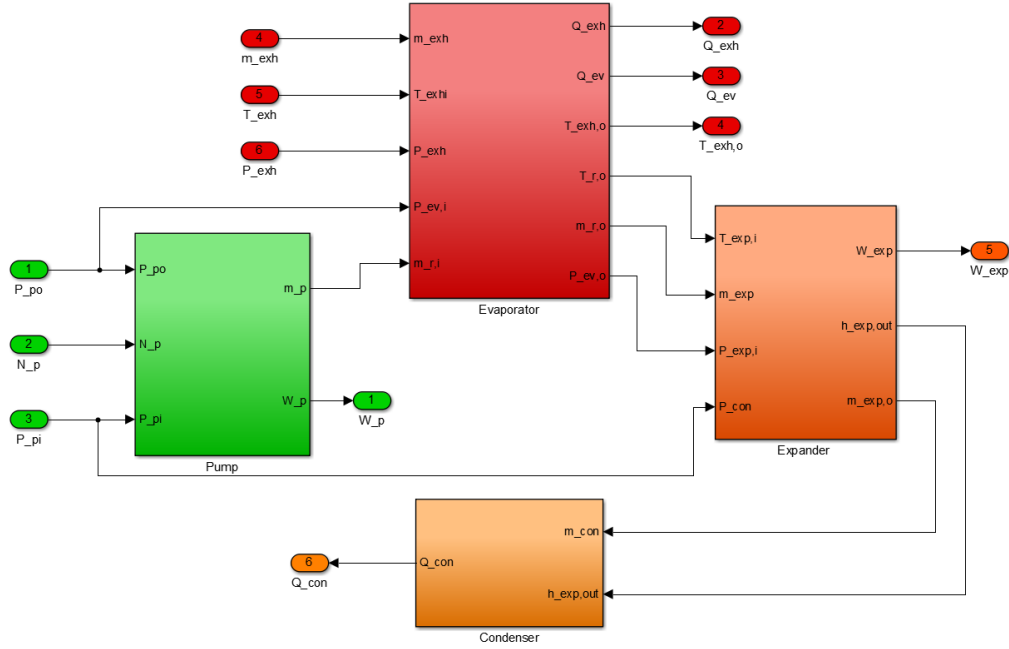 4
m_exh
5
T_exh
6
P_exh
m_exh
T_exhi
P_exh
P_ev,i
m_r,i
Q_exh
Q_ev
T_exh,o
T_r,o
m_r,o
P_ev,o
Evaporator
2
Q_exh
3
Q_ev
4
T_exh,o
1
P_po
2
N_p
3
P_pi
P_po
N_p
P_pi
m_p
W_p
Pump
1
W_p
T_exp,i
m_exp
P_exp,i
P_con
W_exp
h_exp,out
m_exp,o
Expander
5
W_exp
6
Q_con
Q_con
m_con
h_exp,out
Condenser